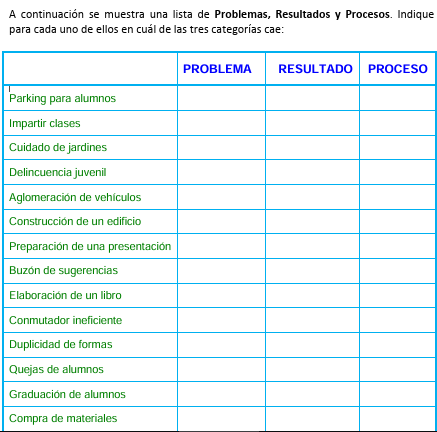 A continuación se muestra una lista de Problemas, Resultados y Procesos. Indique
para cada uno de ellos en cuál de las tres categorías cae:
PROBLEMA RESULTADO PROCESO
Parking para alumnos
Impartir clases
Cuidado de jardines
Delincuencia juvenil
Aglomeración de vehículos
Construcción de un edificio
Preparación de una presentación
Buzón de sugerencias
Elaboración de un libro
Conmutador ineficiente
Duplicidad de formas
Quejas de alumnos
Graduación de alumnos
Compra de materiales